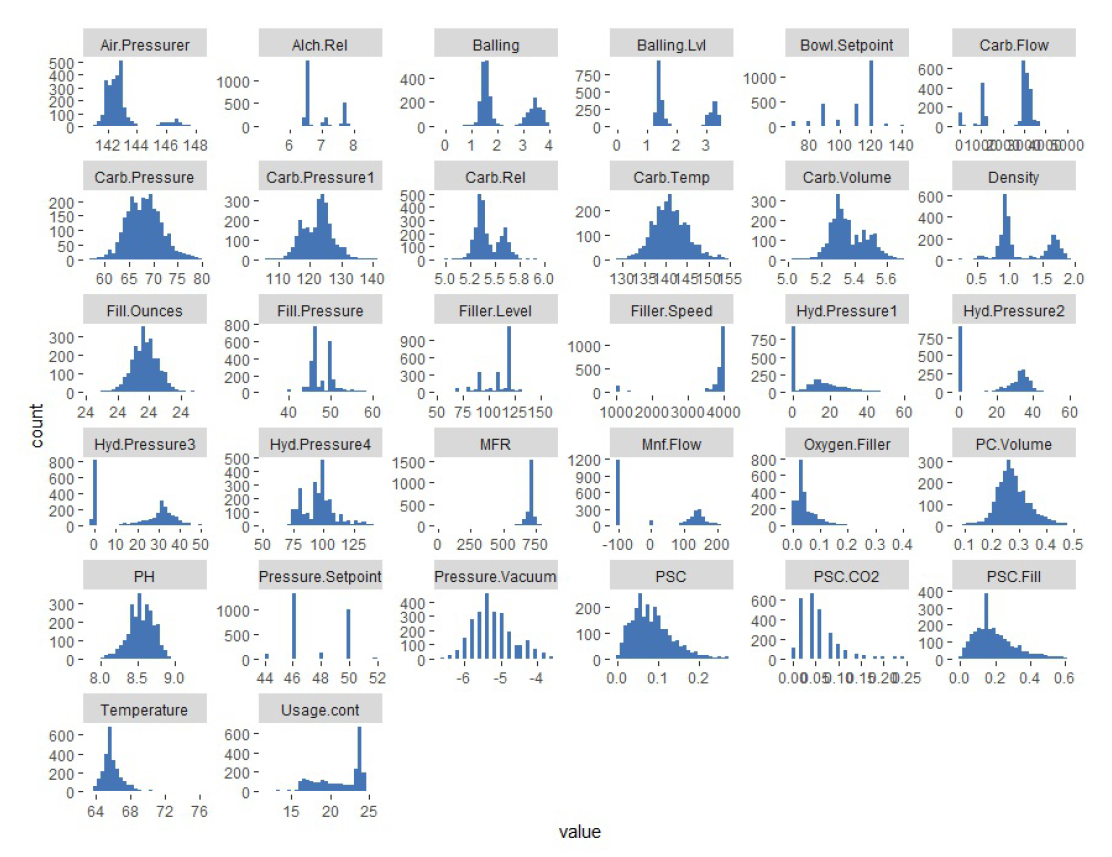 Air.Pressurer Alch.Rel Balling Balling.Lvl Bowl.Setpoint Carb.Flow
500 400 300 200 100 0 1000 500 0 400 200 0 750 500 250 0 1000 500 0 600 400 200 0
142 144 146 148 6 7 8 0 1 2 3 4 0 1 2 3 80 100 120 140 0 1000 2000 3000 4000 5000
Carb.Pressure Carb.Pressure1 Carb.Rel Carb.Temp Carb.Volume Density
200 150 100 50 0 300 200 100 0 500 400 300 200 100 0 200 100 0 300 200 100 0 600 400 200 0
60 65 70 75 80 110 120 130 140 5.0 5.2 5.5 5.8 6.0 130 135 140 145 150 155 5.0 5.2 5.4 5.6 0.5 1.0 1.5 2.0
Fill.Ounces Fill.Pressure Filler.Level Filler.Speed Hyd.Pressure1 Hyd.Pressure2
300 200 100 0 800 600 400 200 0 900 600 300 0 1000 500 0 750 500 250 0 750 500 250 0
24 24 24 24 40 50 60 50 75 100 125 150 1000 2000 3000 4000 0 20 40 60 0 20 40 60
count
Hyd.Pressure3 Hyd.Pressure4 MFR Mnf.Flow Oxygen.Filler PC.Volume
800 600 400 200 0 500 400 300 200 100 0 1500 1000 500 0 1200 900 600 300 0 800 600 400 200 0 300 200 100 0
0 10 20 30 40 50 50 75 100 125 0 250 500 750 -100 0 100 200 0.0 0.1 0.2 0.3 0.4 0.1 0.2 0.3 0.4 0.5
PH Pressure.Setpoint Pressure.Vacuum PSC PSC.CO2 PSC.Fill
300 200 100 0 1000 500 0 400 300 200 100 0 200 100 0 600 400 200 0 400 300 200 100 0
8.0 8.5 9.0 44 46 48 50 52 -6 -5 -4 0.0 0.1 0.2 0.00 0.05 0.10 0.15 0.20 0.25 0.0 0.2 0.4 0.6
Temperature Usage.cont
600 400 200 0 600 400 200 0
64 68 72 76 15 20 25
value